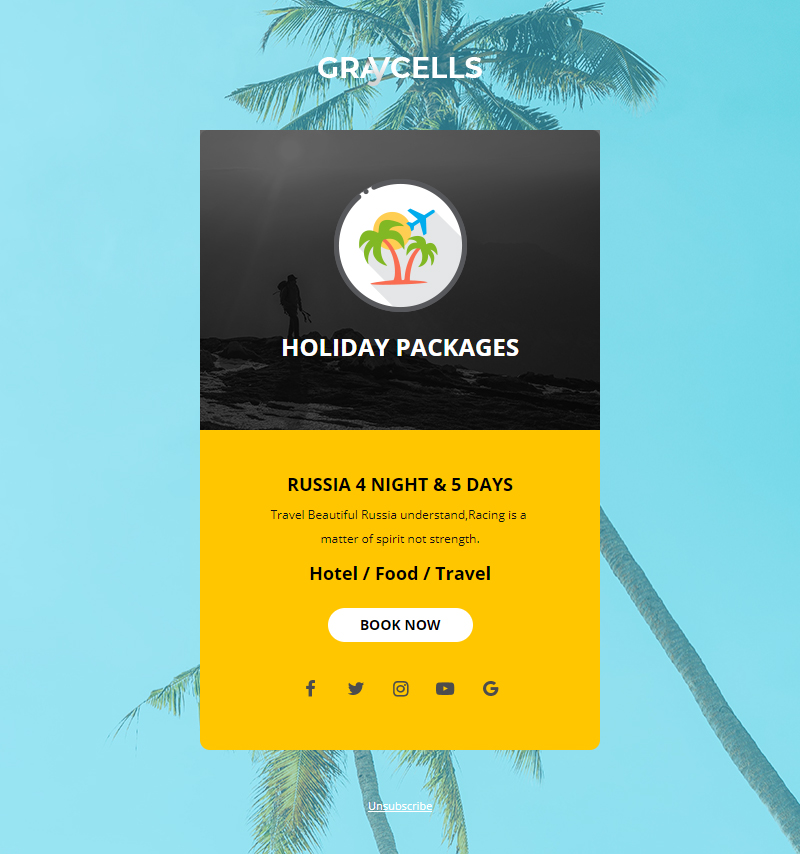 GRAYCELLS
HOLIDAY PACKAGES
RUSSIA 4 NIGHT & 5 DAYS
Travel Beautiful Russia understand,Racing is a
matter of spirit not strength.
Hotel / Food / Travel
BOOK NOW
Unsubscribe